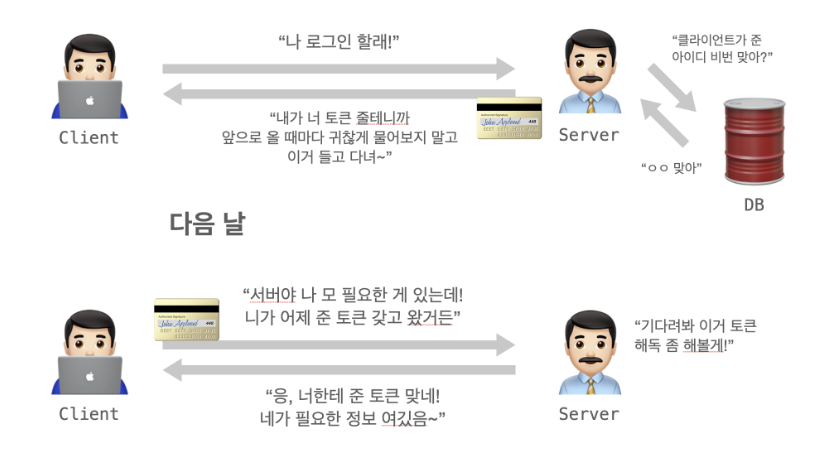 “나 로그인 할래!”
“클라이언트가 준
아이디 비번 맞아?”
“내가 너 토큰 줄테니까
앞으로 올 때마다 귀찮게 물어보지 말고
이거 들고 다녀~”
Client
Server
“ㅇㅇ 맞아”
DB
다음 날
“서버야 나 모 필요한 게 있는데!
니가 어제 준 토큰 갖고 왔거든”
“기다려봐 이거 토큰
해독 좀 해볼게!”
“응, 너한테 준 토큰 맞네!
네가 필요한 정보 여깄음~”
Client
Server